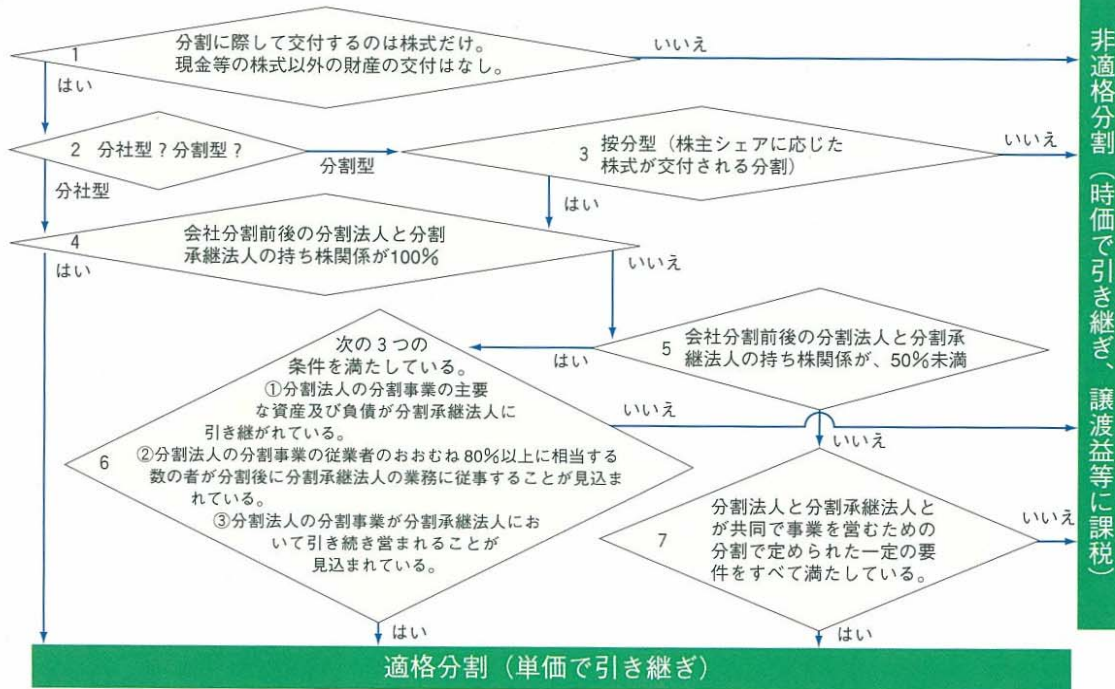 1
分割に際して交付するのは株式だけ。
現金等の株式以外の財産の交付はなし。
いいえ
はい
2 分社型？分割型？
分割型
分社型
3
按分型（株主シェアに応じた
株式が交付される分割）
いいえ
はい
4
会社分割前後の分割法人と分割
承継法人の持ち株関係が100%
はい
いいえ
5
会社分割前後の分割法人と分割承
継法人の持ち株関係が、50%未満
はい
いいえ
6
次の3つの
条件を満たしている。
①分割法人の分割事業の主要
な資産及び負債が分割承継法人に
引き継がれている。
②分割法人の分割事業の従業者のおおむね80%以上に相当する
数の者が分割後に分割承継法人の業務に従事することが見込ま
れている。
③分割法人の分割事業が分割承継法人にお
いて引き続き営まれることが
見込まれている。
いいえ
はい
7
分割法人と分割承継法人と
が共同で事業を営むための
分割で定められた一定の要
件をすべて満たしている。
いいえ
はい
非適格分割（時価で引き継ぎ、譲渡益等に課税）
適格分割（単価で引き継ぎ）